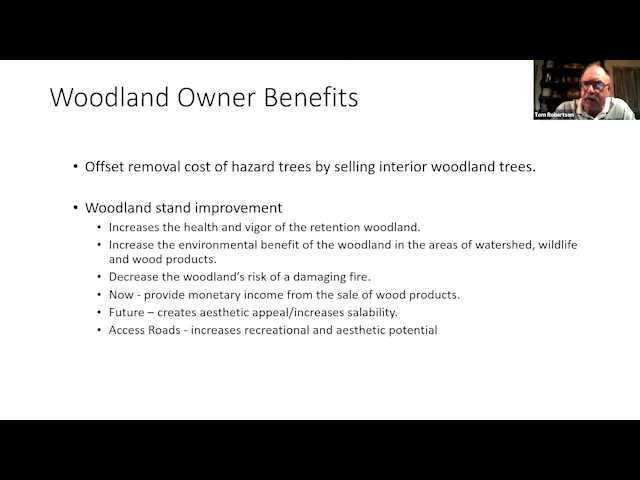 Woodland Owner Benefits
Tom Robertson
• Offset removal cost of hazard trees by selling interior woodland trees.
• Woodland stand improvement
• Increases the health and vigor of the retention woodland.
• Increase the environmental benefit of the woodland in the areas of watershed, wildlife
and wood products.
• Decrease the woodland's risk of a damaging fire.
• Now - provide monetary income from the sale of wood products.
• Future – creates aesthetic appeal/increases salability.
• Access Roads - increases recreational and aesthetic potential